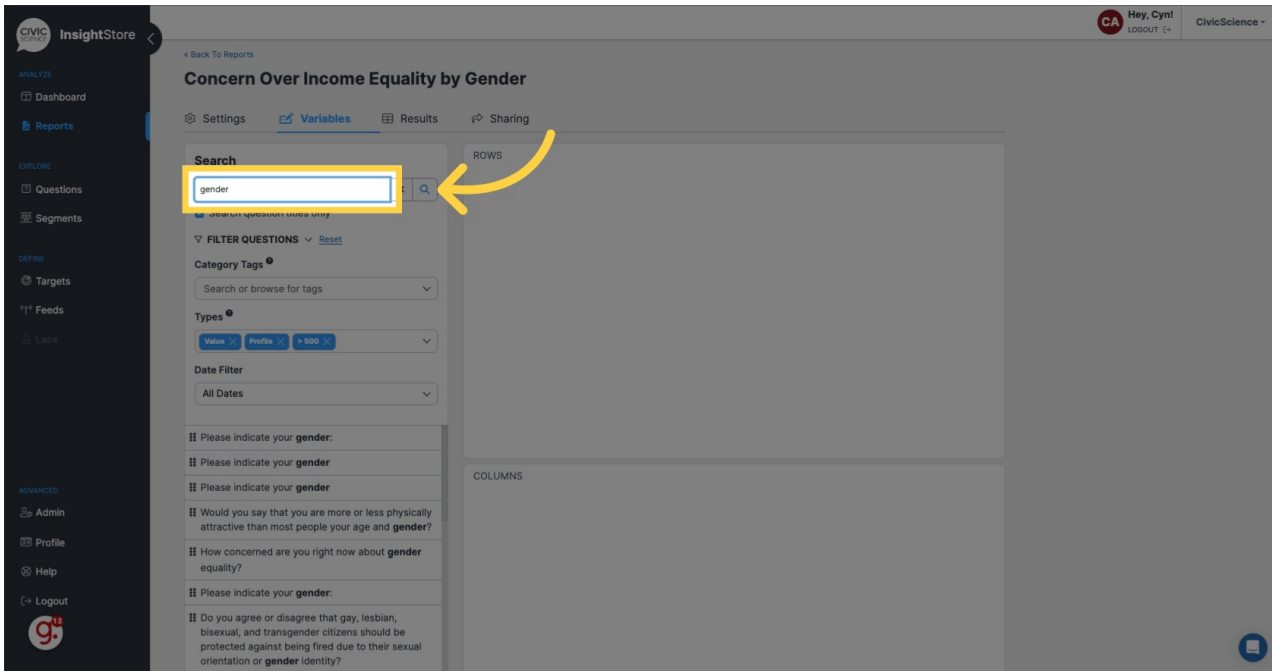 CIVIC
SCIENCE
InsightStore
Hey, Cyn!
CA
LOGOUT
CivicScience
ANALYZE
Dashboard
Reports
EXPLORE
Questions
Segments
DEFINE
Targets
Feeds
Labs
ADVANCED
Admin
Profile
Help
Logout
g.
12
< Back To Reports
Concern Over Income Equality by Gender
Settings
Variables
Results
Sharing
Search
gender
Search question titles only
FILTER QUESTIONS Reset
Category Tags
Search or browse for tags
Types
Value Profile > 500
Date Filter
All Dates
Please indicate your gender:
Please indicate your gender
Please indicate your gender
Would you say that you are more or less physically
attractive than most people your age and gender?
How concerned are you right now about gender
equality?
Please indicate your gender:
Do you agree or disagree that gay, lesbian,
bisexual, and transgender citizens should be
protected against being fired due to their sexual
orientation or gender identity?
ROWS
COLUMNS